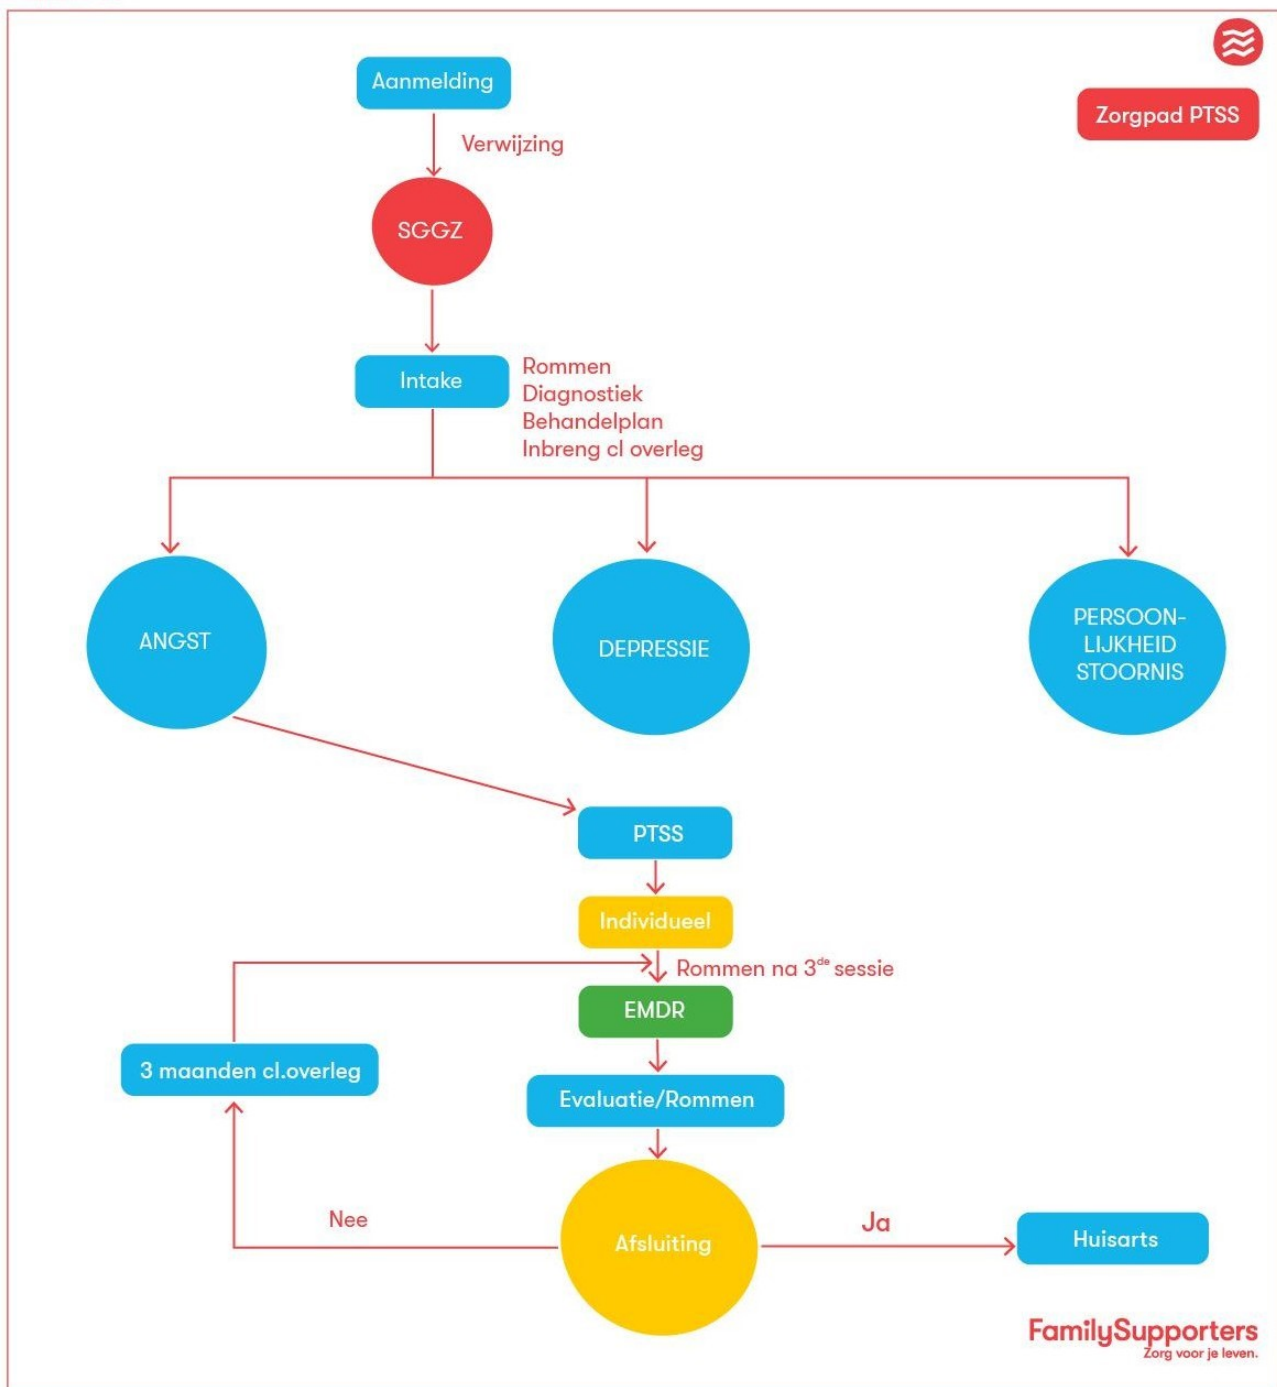 Aanmelding
Zorgpad PTSS
Verwijzing
SGGZ
Intake
Rommen
Diagnostiek
Behandelplan
Inbreng cl overleg
ANGST
DEPRESSIE
PERSOON-
LIJKHEID
STOORNIS
PTSS
Individueel
Rommen na 3de sessie
EMDR
3 maanden cl.overleg
Evaluatie/Rommen
Nee
Afsluiting
Ja
Huisarts
FamilySupporters
Zorg voor je leven.